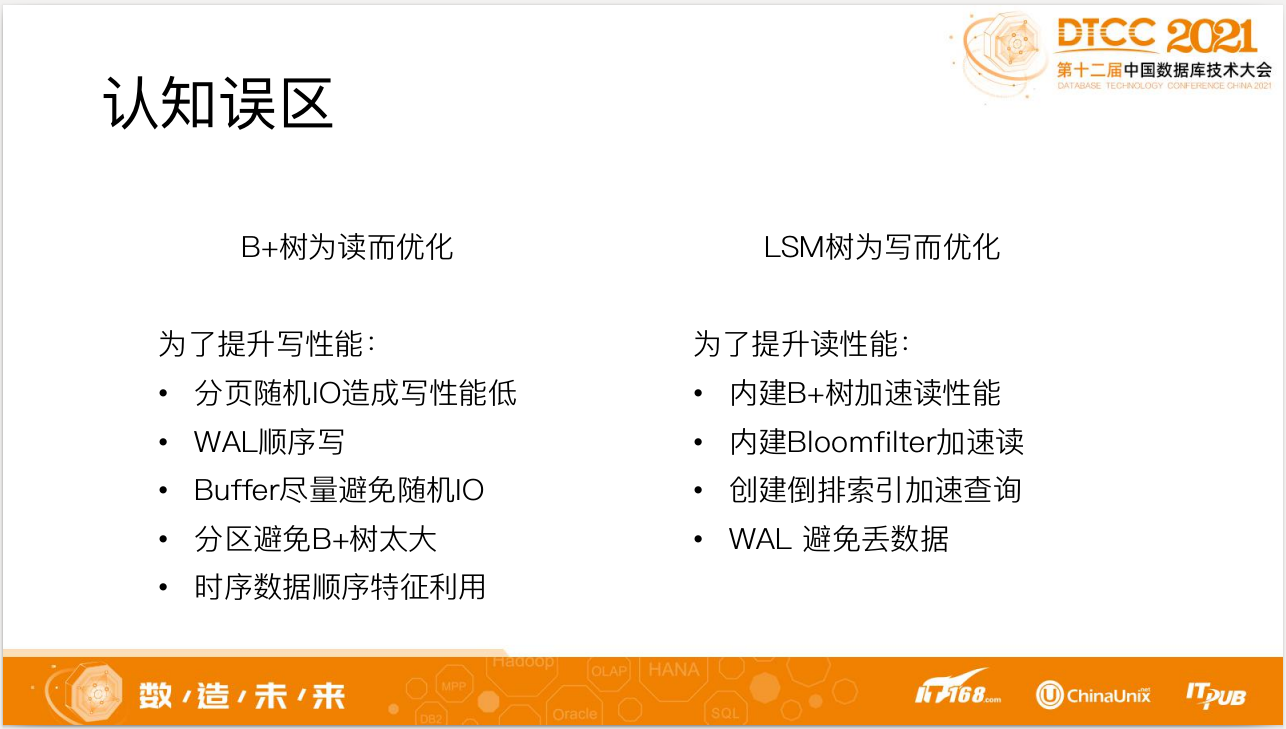 DTCC 2021
第十二届中国数据库技术大会
DATABASE TECHNOLOGY CONFERENCE CHINA 2021
认知误区
B+树为读而优化
为了提升写性能：
• 分页随机IO造成写性能低
• WAL顺序写
• Buffer尽量避免随机IO
• 分区避免B+树太大
• 时序数据顺序特征利用
LSM树为写而优化
为了提升读性能：
• 内建B+树加速读性能
• 内建Bloomfilter加速读
• 创建倒排索引加速查询
• WAL 避免丢数据
数/造/未/来
Hadoop
MPP
DB2
OLAP
HANA
Oracle
SQL
IT168.com
ChinaUnix.net
ITPUB